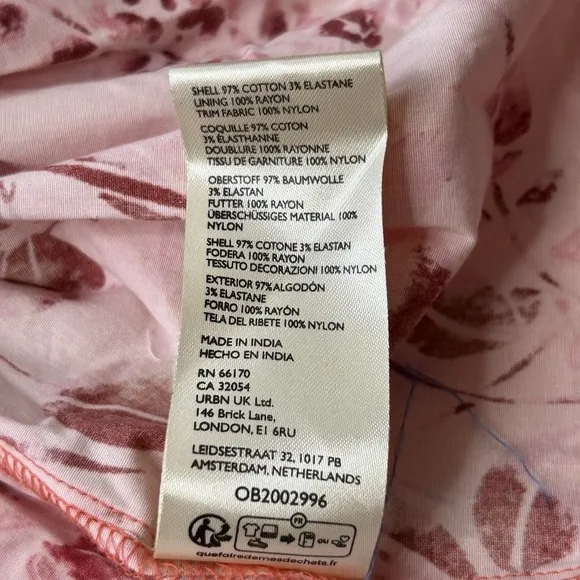 SHELL 97% COTTON 3% ELASTANE
LINING 100% RAYON
TRIM FABRIC 100% NYLON
COQUILLE 97% COTON
3% ÉLASTHANNE
DOUBLURE 100% RAYONNE
TISSU DE GARNITURE 100% NYLON
OBERSTOFF 97% BAUMWOLLE
3% ELASTAN
FUTTER 100% RAYON
ÜBERSCHÜSSIGES MATERIAL 100%
NYLON
SHELL 97% COTONE 3% ELASTAN
FODERA 100% RAYON
TESSUTO DECORAZIONI 100% NYLON
EXTERIOR 97% ALGODÓN
3% ELASTANE
FORRO 100% RAYÓN
TELA DEL RIBETE 100% NYLON
MADE IN INDIA
HECHO EN INDIA
RN 66170
CA 32054
URBN UK Ltd.
146 Brick Lane,
LONDON, E1 6RU
LEIDSESTRAAT 32, 1017 PB
AMSTERDAM, NETHERLANDS
OB2002996
FR
OU
quefairedemesdechets.fr